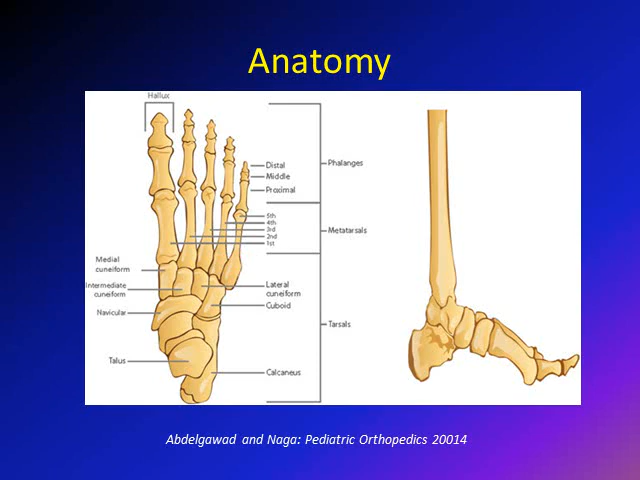 Anatomy
Hallux
Distal
Middle
Proximal
Phalanges
5th
4th
3rd
2nd
1st
Metatarsals
Medial
cuneiform
Intermediate
cuneiform
Navicular
Talus
Lateral
cuneiform
Cuboid
Tarsals
Calcaneus
Abdelgawad and Naga: Pediatric Orthopedics 20014